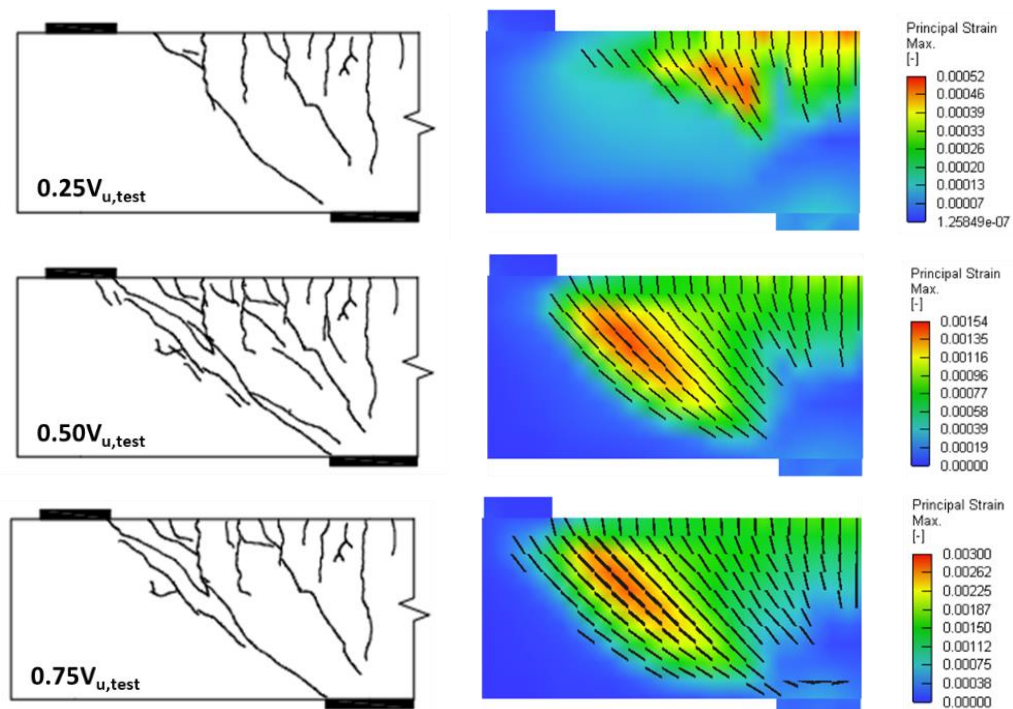 Principal Strain
Max.
[-]
0.00052
0.00046
0.00039
0.00033
0.00026
0.00020
0.00013
0.00007
1.25849e-07
0.25Vu,test
Principal Strain
Max.
[-]
0.00154
0.00135
0.00116
0.00096
0.00077
0.00058
0.00039
0.00019
0.00000
0.50Vu,test
Principal Strain
Max.
[-]
0.00300
0.00262
0.00225
0.00187
0.00150
0.00112
0.00075
0.00038
0.00000
0.75Vu,test